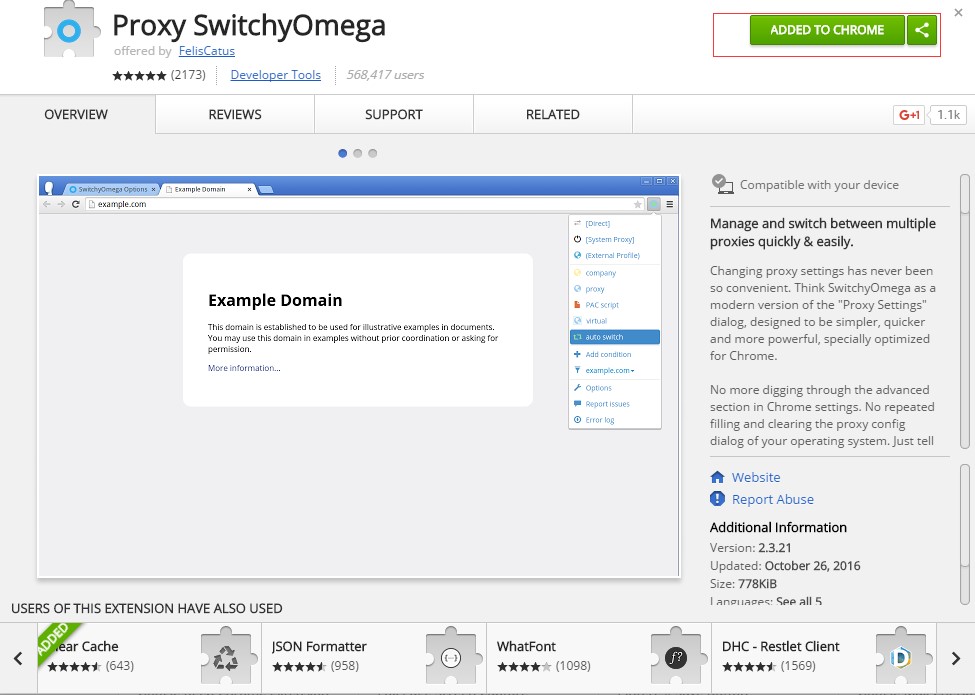 Proxy SwitchyOmega
offered by FelisCatus
(2173) Developer Tools 568,417 users
ADDED TO CHROME
OVERVIEW REVIEWS SUPPORT RELATED
G+1 1.1k
SwitchyOmega Options Example Domain
example.com
[Direct]
[System Proxy]
(External Profile)
company
proxy
PAC script
virtual
auto switch
Add condition
example.com
Options
Report issues
Error log
Example Domain
This domain is established to be used for illustrative examples in documents.
You may use this domain in examples without prior coordination or asking for
permission.
More information...
Compatible with your device
Manage and switch between multiple
proxies quickly & easily.
Changing proxy settings has never been
so convenient. Think SwitchyOmega as a
modern version of the "Proxy Settings"
dialog, designed to be simpler, quicker
and more powerful, specially optimized
for Chrome.
No more digging through the advanced
section in Chrome settings. No repeated
filling and clearing the proxy config
dialog of your operating system. Just tell
Website
Report Abuse
Additional Information
Version: 2.3.21
Updated: October 26, 2016
Size: 778KiB
Languages: See all 5
USERS OF THIS EXTENSION HAVE ALSO USED
ADDED
ear Cache
(643)
JSON Formatter
(958)
{--}
WhatFont
(1098)
f?
DHC - Restlet Client
(1569)
D